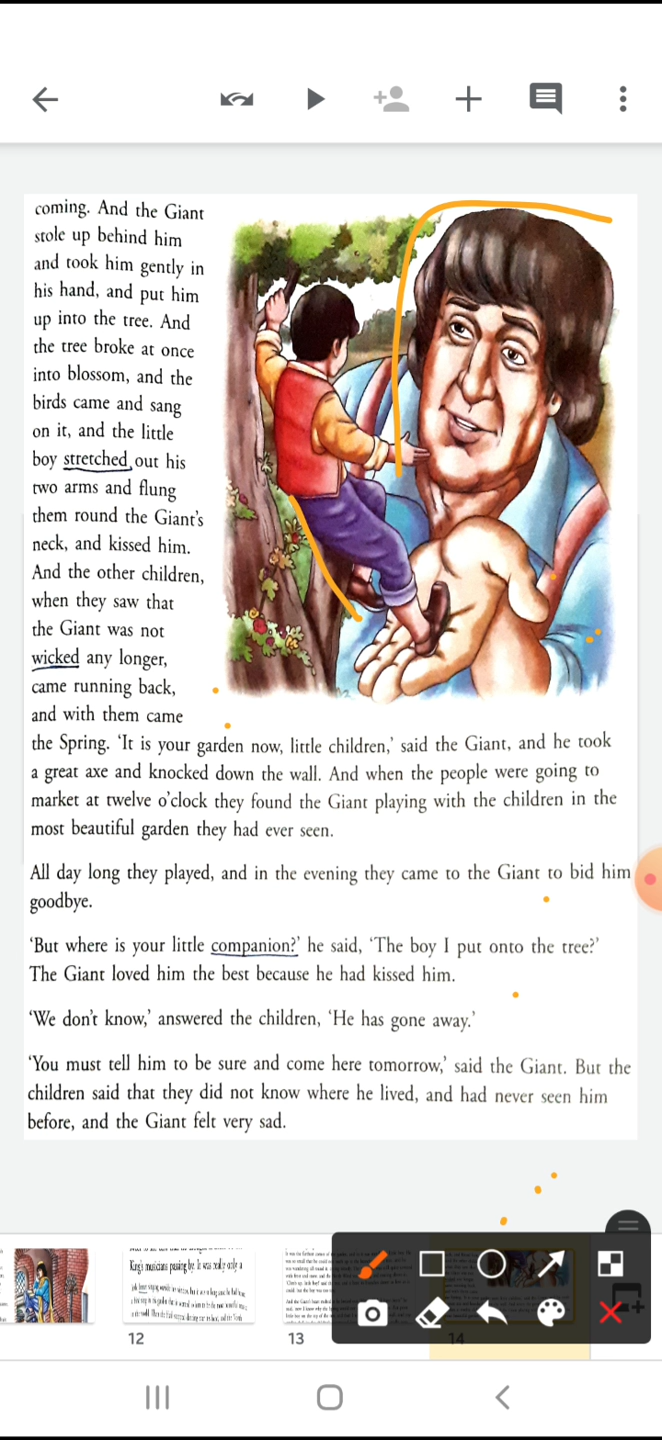 coming. And the Giant
stole up behind him
and took him gently in
his hand, and put him
up into the tree. And
the tree broke at once
into blossom, and the
birds came and sang
on it, and the little
boy stretched out his
two arms and flung
them round the Giant's
neck, and kissed him.
And the other children,
when they saw that
the Giant was not
wicked any longer,
came running back,
and with them came
the Spring. 'It is your garden now, little children,' said the Giant, and he took
a great axe and knocked down the wall. And when the people were going to
market at twelve o'clock they found the Giant playing with the children in the
most beautiful garden they had ever seen.
All day long they played, and in the evening they came to the Giant to bid him
goodbye.
'But where is your little companion?' he said, 'The boy I put onto the tree?'
The Giant loved him the best because he had kissed him.
'We don't know,' answered the children, 'He has gone away.'
'You must tell him to be sure and come here tomorrow,' said the Giant. But the
children said that they did not know where he lived, and had never seen him
before, and the Giant felt very sad.
King's musicians passing by. It was really only a
12
13
14